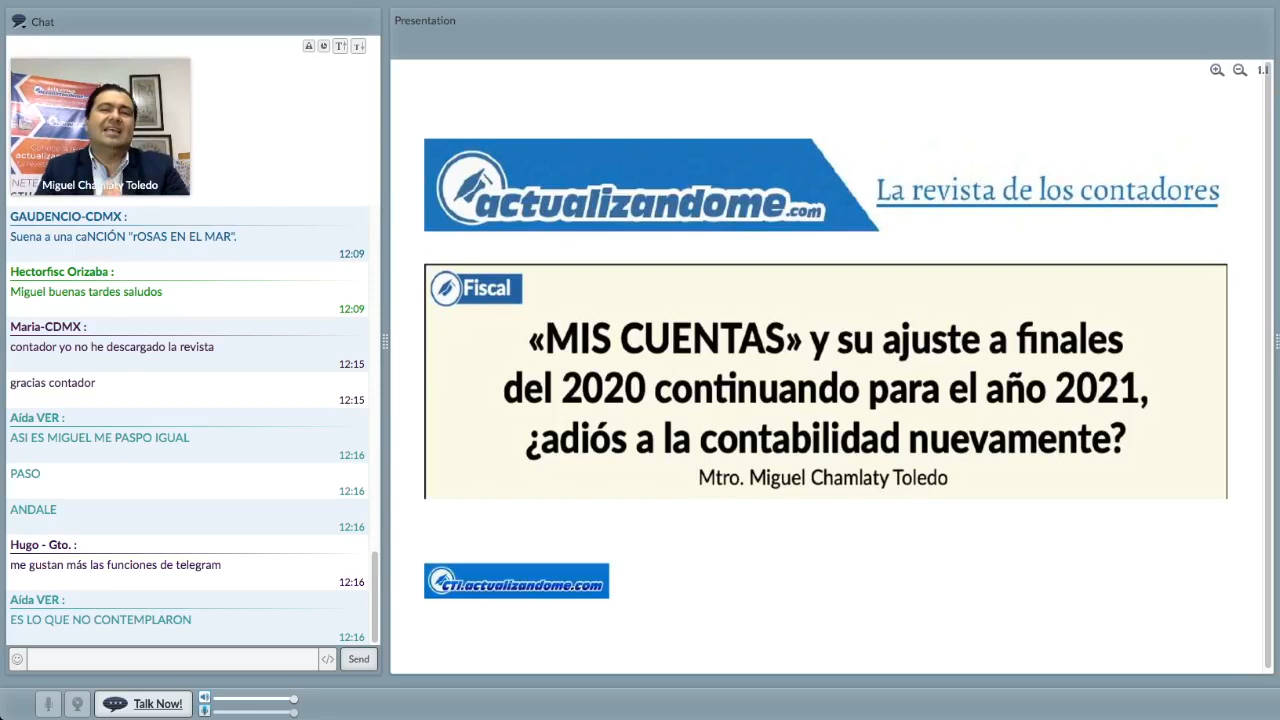 Chat
Presentation
actualizandome
Miguel Chamlaty Toledo
GAUDENCIO-CDMX :
Suena a una caNCIÓN "rOSAS EN EL MAR".
12:09
Hectorfisc Orizaba :
Miguel buenas tardes saludos
12:09
Maria-CDMX :
contador yo no he descargado la revista
12:15
gracias contador
12:15
Aída VER :
ASI ES MIGUEL ME PASPO IGUAL
12:16
PASO
12:16
ANDALE
12:16
Hugo - Gto. :
me gustan más las funciones de telegram
12:16
Aída VER :
ES LO QUE NO CONTEMPLARON
12:16
Send
Talk Now!
1:1
actualizandome.com
La revista de los contadores
Fiscal
«MIS CUENTAS» y su ajuste a finales
del 2020 continuando para el año 2021,
¿adiós a la contabilidad nuevamente?
Mtro. Miguel Chamlaty Toledo
CTI.actualizandome.com